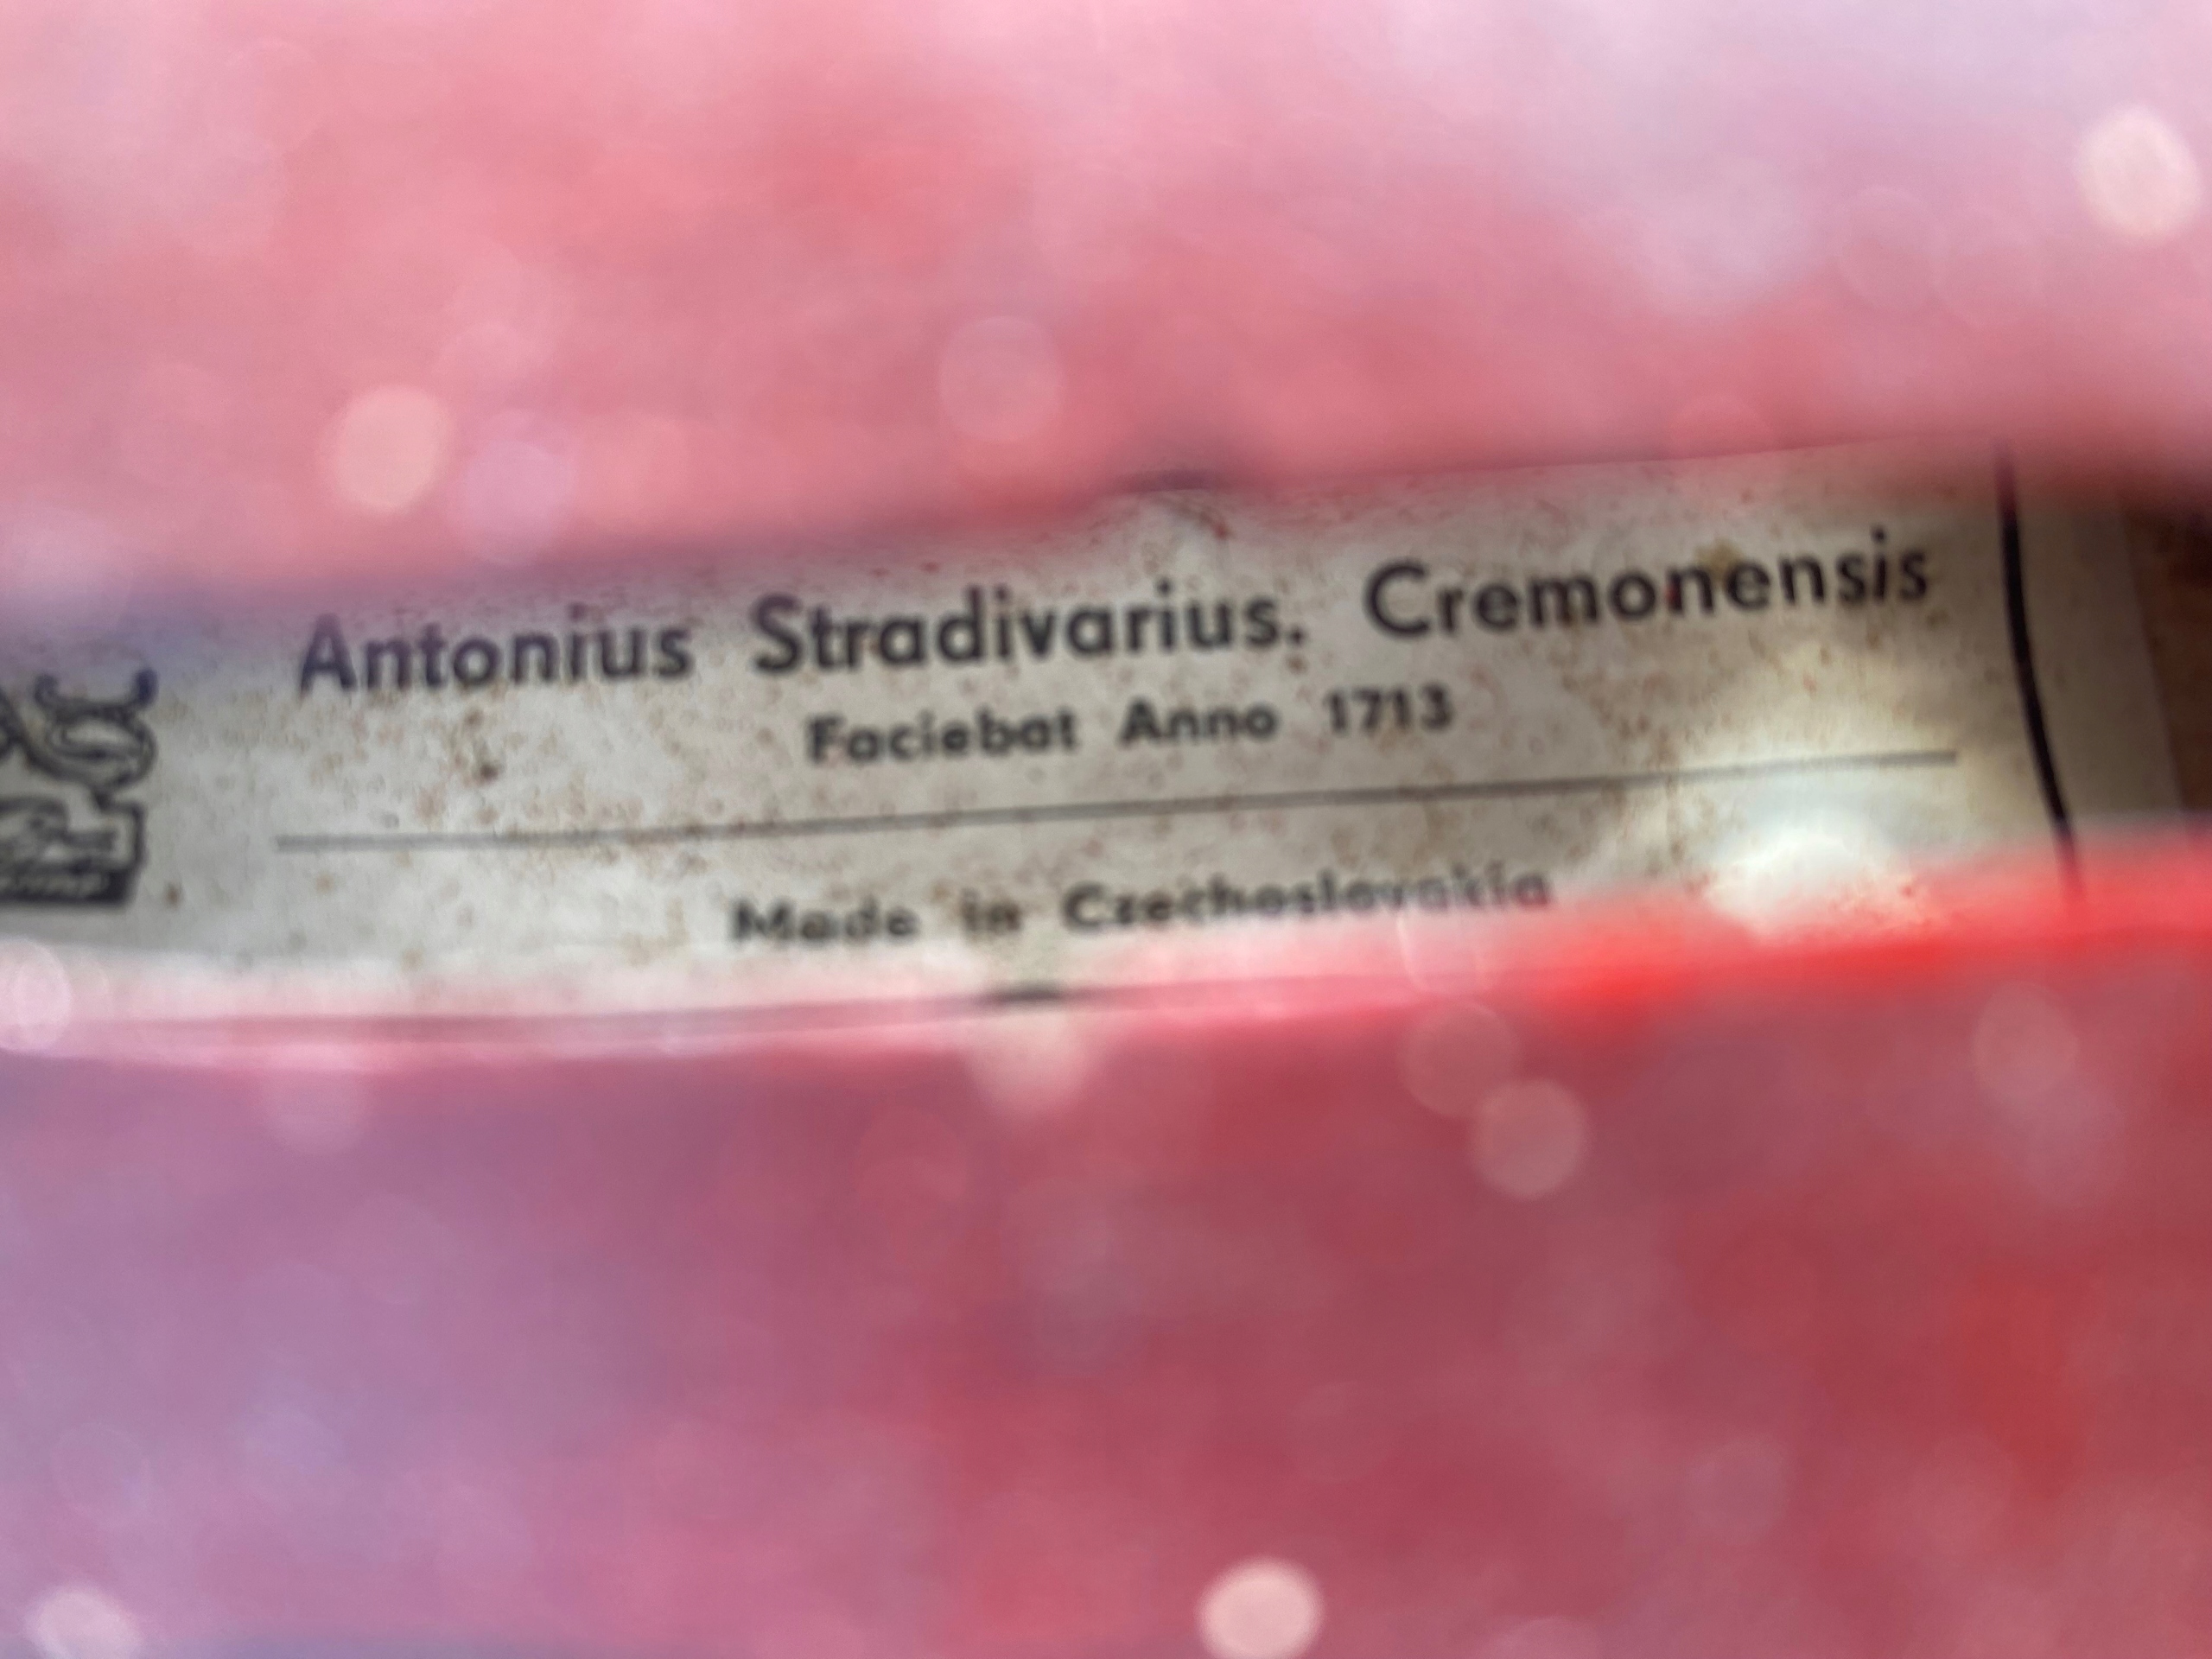 Antonius Stradivarius. Cremonensis
Faciebat Anno 1713
Made in Czechoslovakia